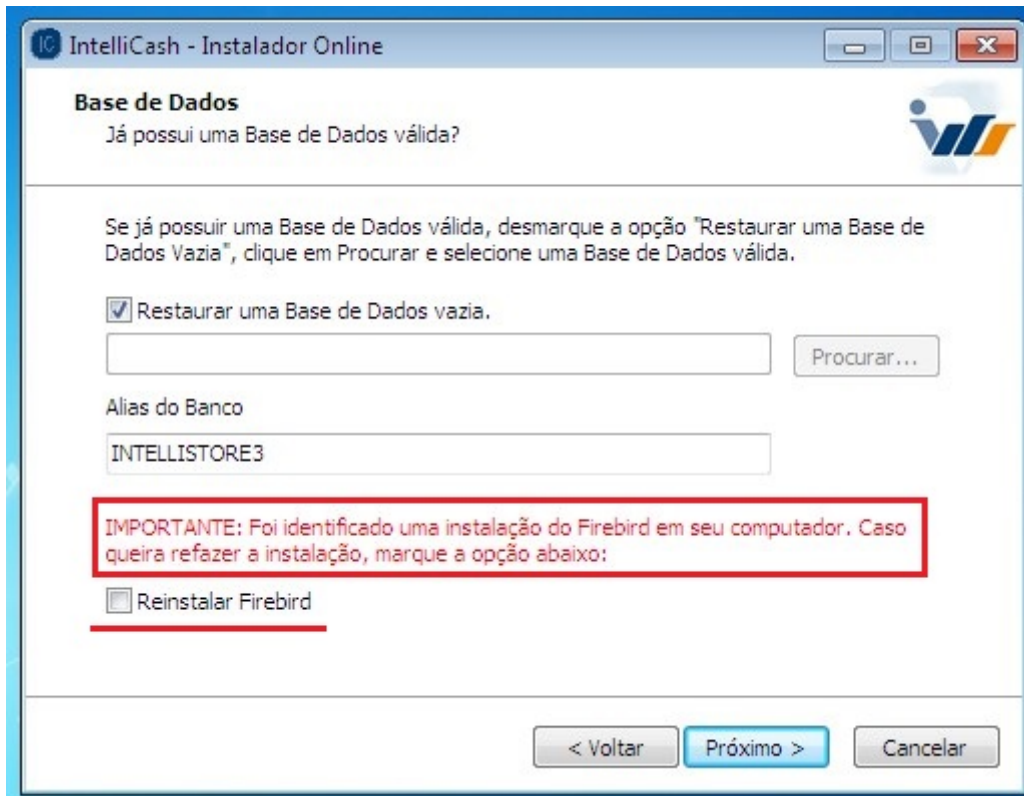 IC IntelliCash - Instalador Online
Base de Dados
Já possui uma Base de Dados válida?
Se já possuir uma Base de Dados válida, desmarque a opção "Restaurar uma Base de
Dados Vazia", clique em Procurar e selecione uma Base de Dados válida.
Restaurar uma Base de Dados vazia.
Procurar...
Alias do Banco
INTELLISTORE3
IMPORTANTE: Foi identificado uma instalação do Firebird em seu computador. Caso
queira refazer a instalação, marque a opção abaixo:
Reinstalar Firebird
< Voltar Próximo > Cancelar